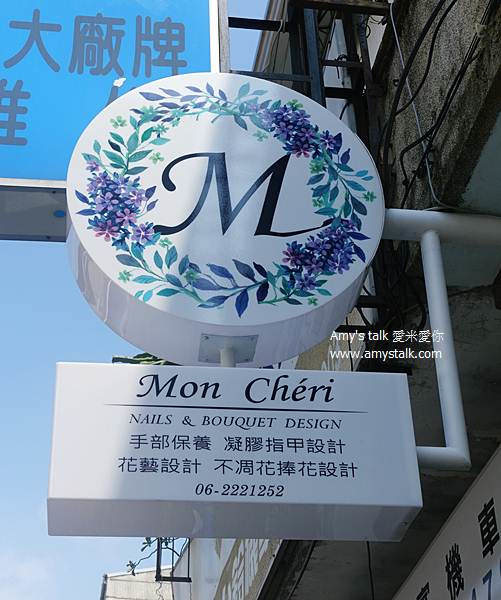 大廠牌
M
Amy's talk 愛米愛你
www.amystalk.com
Mon Chéri
NAILS & BOUQUET DESIGN
手部保養 凝膠指甲設計
花藝設計 不凋花捧花設計
06-2221252
機車